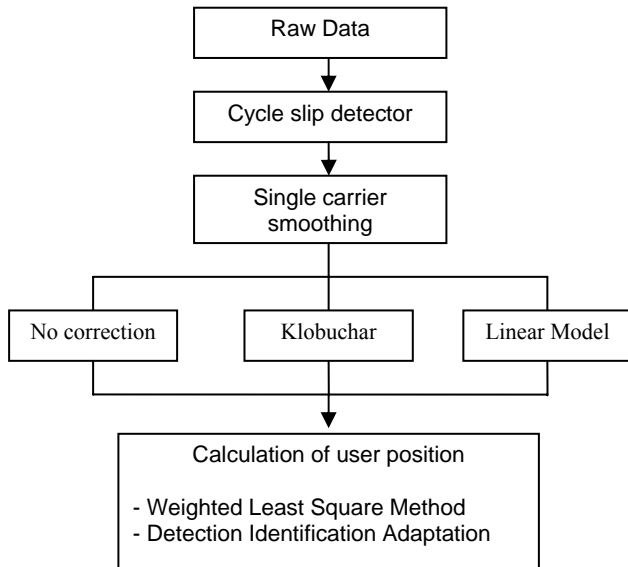 Raw Data
Cycle slip detector
Single carrier
smoothing
No correction
Klobuchar
Linear Model
Calculation of user position
- Weighted Least Square Method
- Detection Identification Adaptation